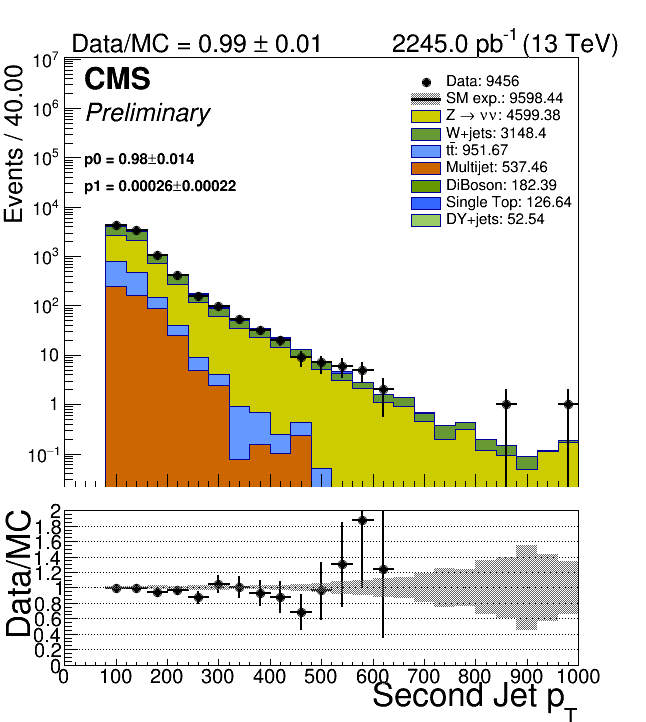 Data/MC = 0.99 ± 0.01 2245.0 pb⁻¹ (13 TeV)
CMS
Preliminary
p0 = 0.98±0.014
p1 = 0.00026±0.00022
Data: 9456
SM exp.: 9598.44
Z → νν: 4599.38
W+jets: 3148.4
tt̄: 951.67
Multijet: 537.46
DiBoson: 182.39
Single Top: 126.64
DY+jets: 52.54
Events / 40.00
10⁷
10⁶
10⁵
10⁴
10³
10²
10
1
10⁻¹
Data/MC
2
1.8
1.6
1.4
1.2
1
0.8
0.6
0.4
0.2
0
0 100 200 300 400 500 600 700 800 900 1000
Second Jet p_T